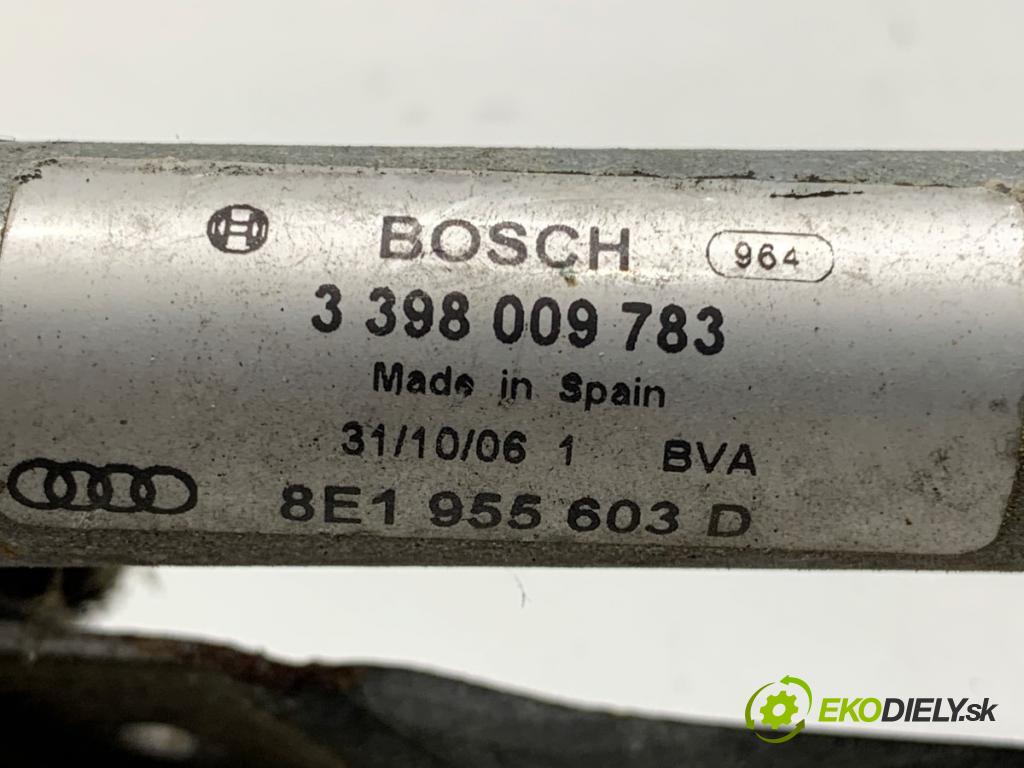 BOSCH 964
3 398 009 783
Made in Spain
31/10/06 1 BVA
8E1 955 603 D
EKODIELY.sk